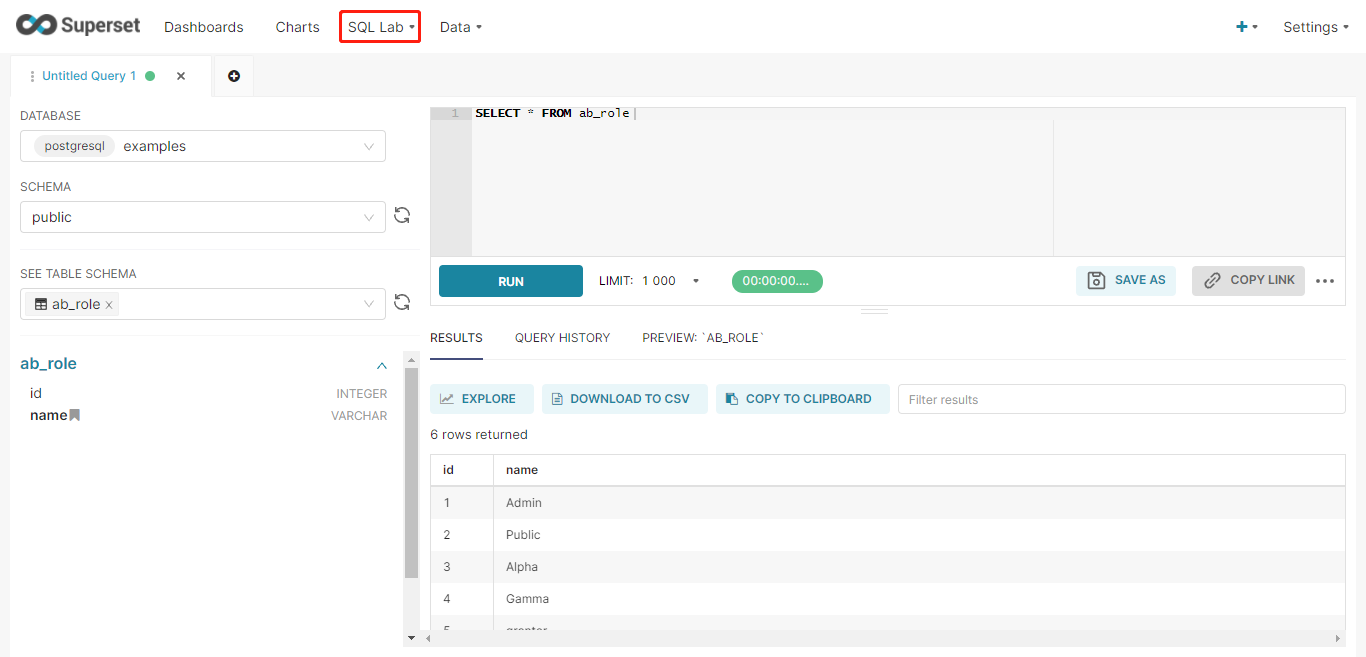 Superset Dashboards Charts SQL Lab Data + Settings
Untitled Query 1
DATABASE
postgresql examples
SCHEMA
public
SEE TABLE SCHEMA
ab_role
ab_role
id INTEGER
name VARCHAR
1 SELECT * FROM ab_role
RUN LIMIT: 1 000 00:00:00.... SAVE AS COPY LINK
RESULTS QUERY HISTORY PREVIEW: `AB_ROLE`
EXPLORE DOWNLOAD TO CSV COPY TO CLIPBOARD Filter results
6 rows returned
id name
1 Admin
2 Public
3 Alpha
4 Gamma